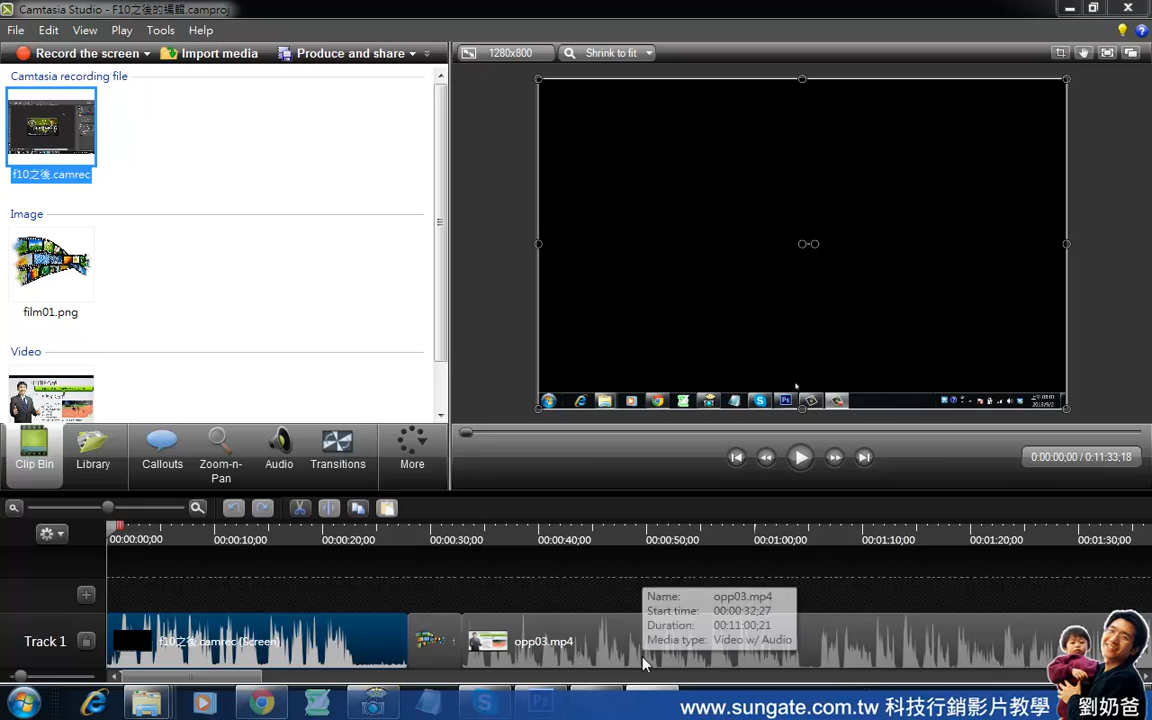 Camtasia Studio - F10之後的編輯.camproj
File Edit View Play Tools Help
Record the screen Import media Produce and share
1280x800 Shrink to fit
Camtasia recording file
f10之後.camrec
Image
film01.png
Video
0:00:00;00 / 0:11:33;18
Clip Bin Library Callouts Zoom-n-Pan Audio Transitions More
00:00:00;00 00:00:10;00 00:00:20;00 00:00:30;00 00:00:40;00 00:00:50;00 00:01:00;00 00:01:10;00 00:01:20;00 00:01:30;00
Name: opp03.mp4
Start time: 00:00:32;27
Duration: 00:11:00;21
Media type: Video w/ Audio
Track 1 f10之後.camrec (Screen) opp03.mp4
www.sungate.com.tw 科技行銷影片教學 劉奶爸